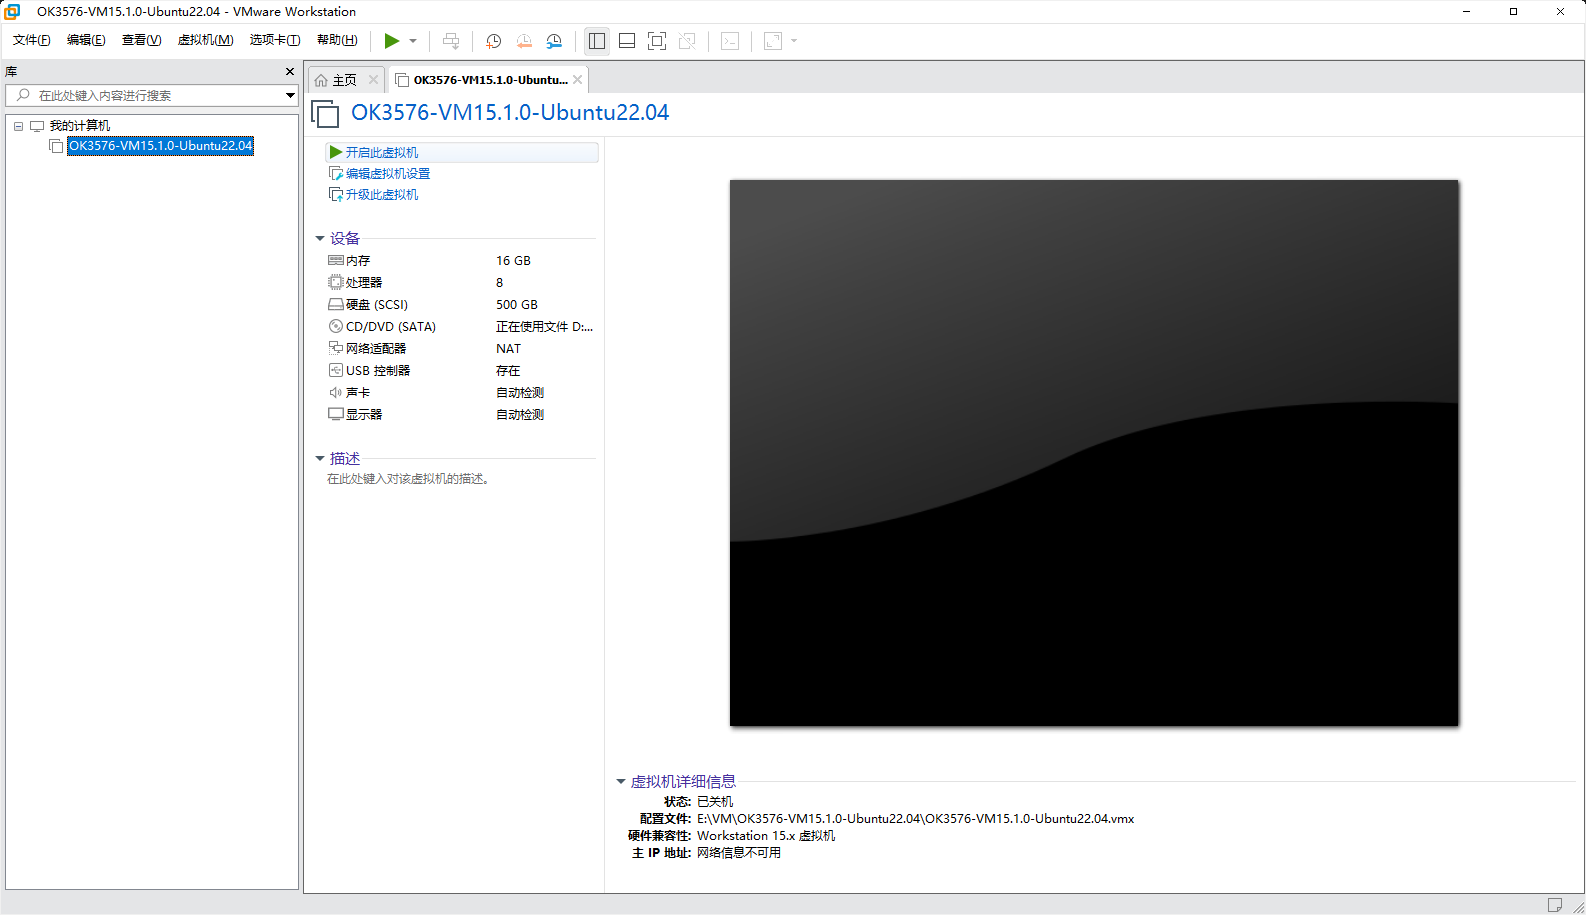 OK3576-VM15.1.0-Ubuntu22.04 - VMware Workstation
文件(F) 编辑(E) 查看(V) 虚拟机(M) 选项卡(T) 帮助(H)
库
在此处键入内容进行搜索
我的计算机
OK3576-VM15.1.0-Ubuntu22.04
主页
OK3576-VM15.1.0-Ubuntu...
OK3576-VM15.1.0-Ubuntu22.04
开启此虚拟机
编辑虚拟机设置
升级此虚拟机
设备
内存 16 GB
处理器 8
硬盘 (SCSI) 500 GB
CD/DVD (SATA) 正在使用文件 D:...
网络适配器 NAT
USB 控制器 存在
声卡 自动检测
显示器 自动检测
描述
在此处键入对该虚拟机的描述。
虚拟机详细信息
状态: 已关机
配置文件: E:\VM\OK3576-VM15.1.0-Ubuntu22.04\OK3576-VM15.1.0-Ubuntu22.04.vmx
硬件兼容性: Workstation 15.x 虚拟机
主 IP 地址: 网络信息不可用